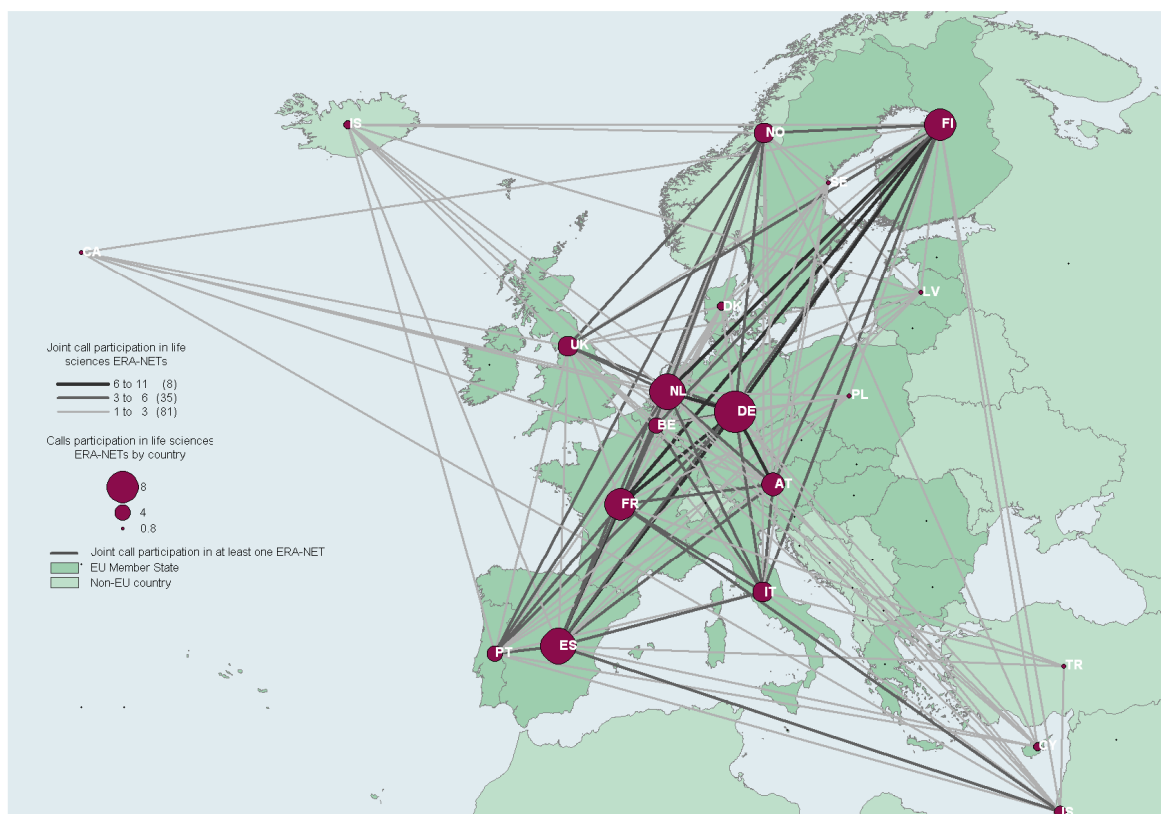 IS
NO
FI
SE
CA
LV
DK
UK
Joint call participation in life
sciences ERA-NETs
6 to 11 (8)
3 to 6 (35)
1 to 3 (81)
NL
DE
PL
BE
Calls participation in life sciences
ERA-NETs by country
8
4
0.8
AT
FR
Joint call participation in at least one ERA-NET
EU Member State
Non-EU country
IT
ES
PT
TR
CY
IS